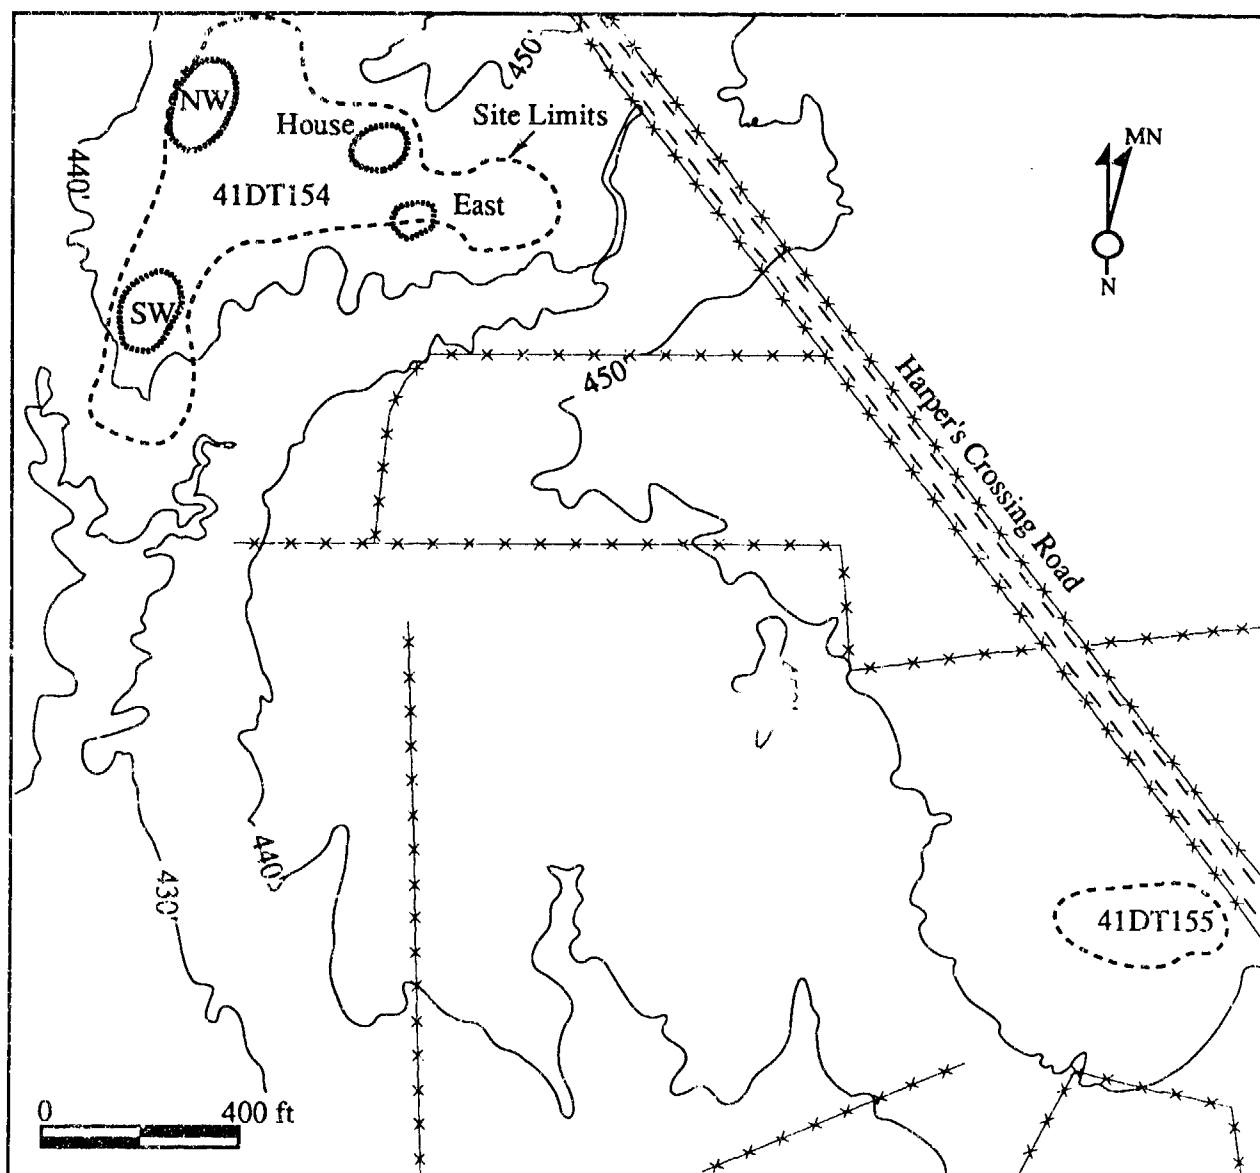 450'
NW
House
Site Limits
MN
440'
41DT154
East
N
SW
450'
Harper's Crossing Road
440'
430'
41DT155
0
400 ft